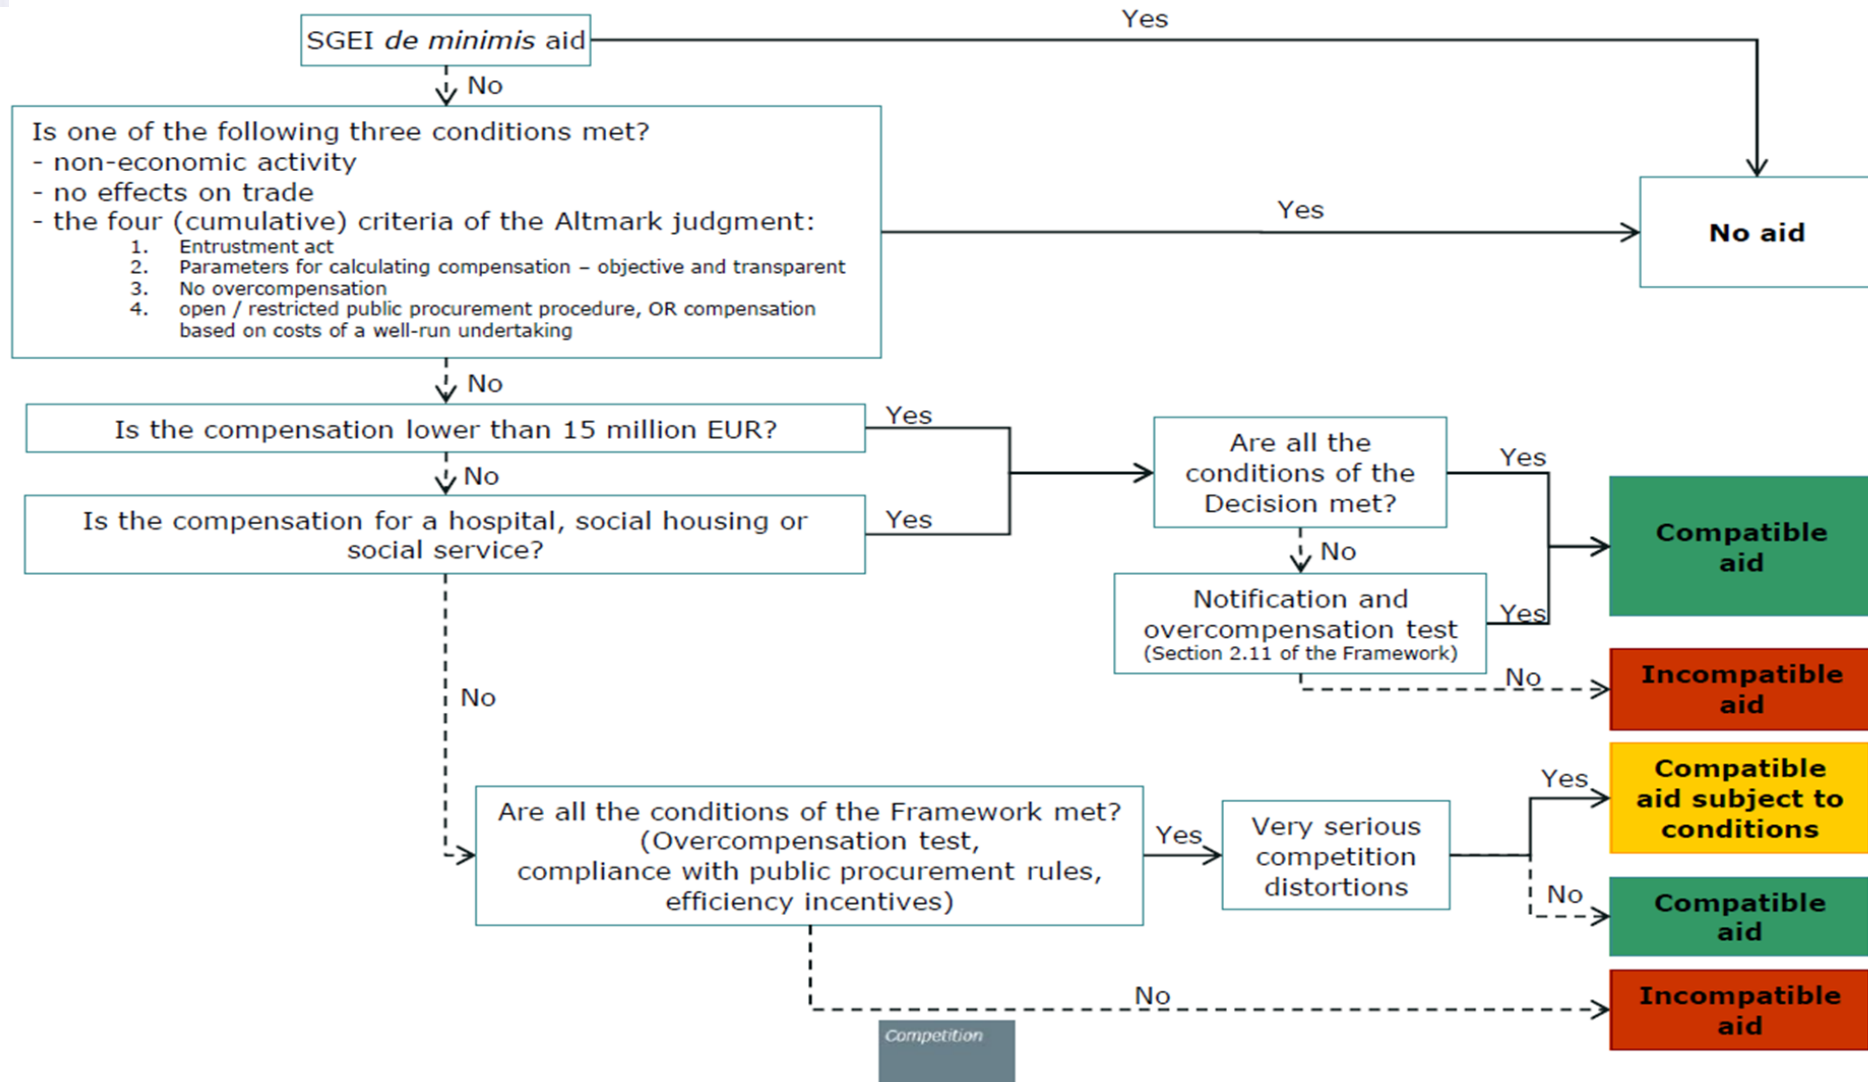 SGEI de minimis aid
Yes
No
Is one of the following three conditions met?
- non-economic activity
- no effects on trade
- the four (cumulative) criteria of the Altmark judgment:
1. Entrustment act
2. Parameters for calculating compensation – objective and transparent
3. No overcompensation
4. open / restricted public procurement procedure, OR compensation
based on costs of a well-run undertaking
Yes
No aid
No
Is the compensation lower than 15 million EUR?
Yes
No
Is the compensation for a hospital, social housing or
social service?
Yes
Are all the
conditions of the
Decision met?
Yes
No
Notification and
overcompensation test
(Section 2.11 of the Framework)
Yes
Compatible
aid
No
Incompatible
aid
No
Are all the conditions of the Framework met?
(Overcompensation test,
compliance with public procurement rules,
efficiency incentives)
Yes
Very serious
competition
distortions
Yes
Compatible
aid subject to
conditions
No
Compatible
aid
No
Incompatible
aid
Competition